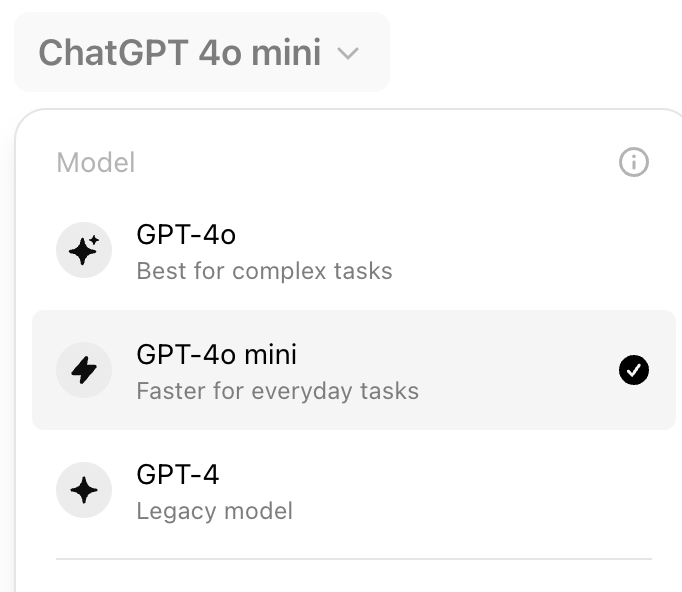 ChatGPT 4o mini
Model
GPT-4o
Best for complex tasks
GPT-4o mini
Faster for everyday tasks
GPT-4
Legacy model